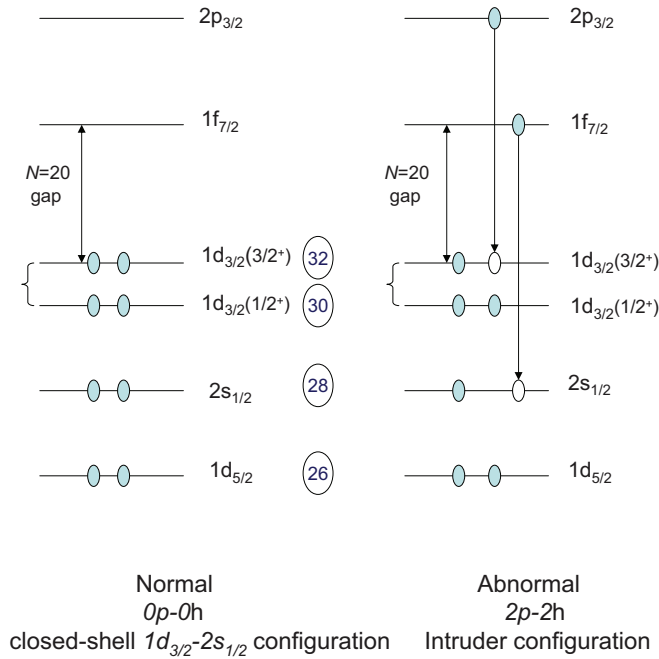 2p3/2
1f7/2
N=20
gap
1d3/2(3/2+) 32
1d3/2(1/2+) 30
2s1/2 28
1d5/2 26
Normal
0p-0h
closed-shell 1d3/2-2s1/2 configuration
2p3/2
1f7/2
N=20
gap
1d3/2(3/2+)
1d3/2(1/2+)
2s1/2
1d5/2
Abnormal
2p-2h
Intruder configuration